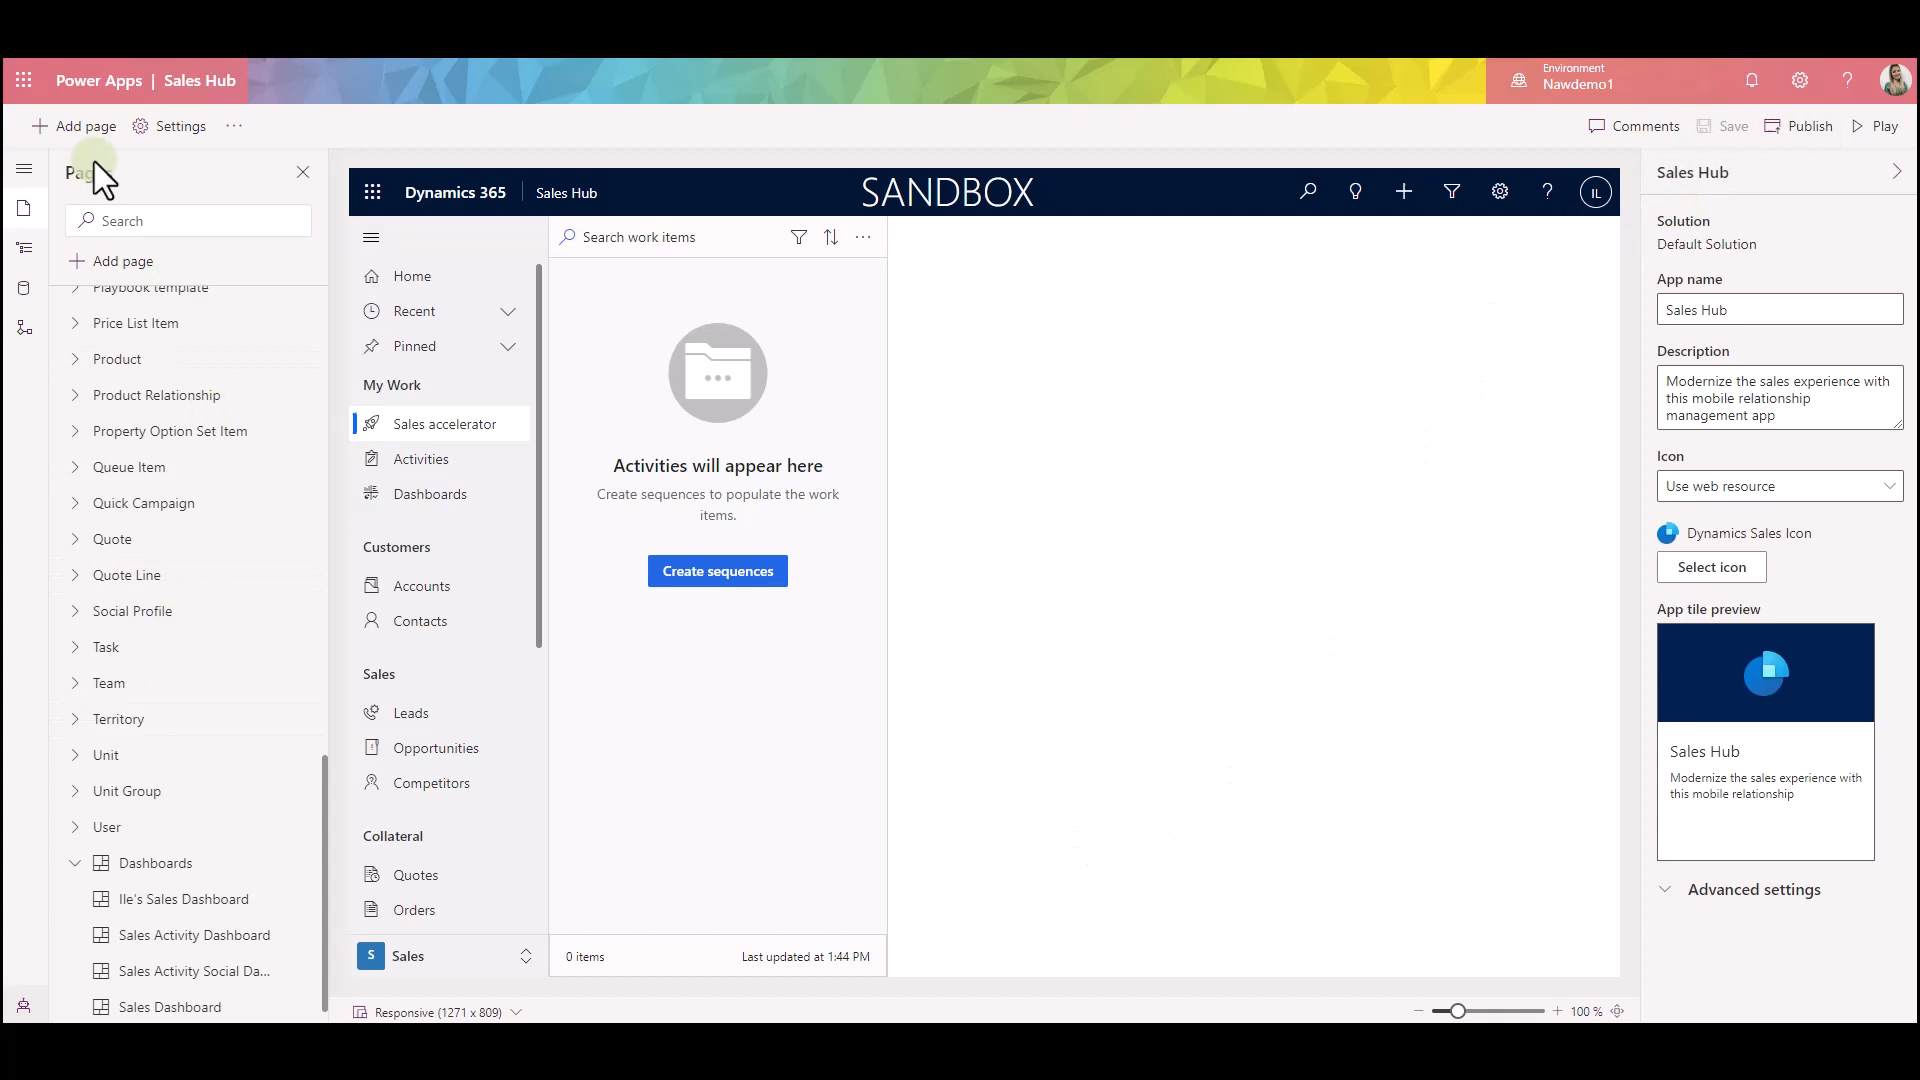 Power Apps | Sales Hub
Environment
Nawdemo1
Add page
Settings
Comments
Save
Publish
Play
Search
Add page
Playbook template
Price List Item
Product
Product Relationship
Property Option Set Item
Queue Item
Quick Campaign
Quote
Quote Line
Social Profile
Task
Team
Territory
Unit
Unit Group
User
Dashboards
Ile's Sales Dashboard
Sales Activity Dashboard
Sales Activity Social Da...
Sales Dashboard
Dynamics 365
Sales Hub
SANDBOX
IL
Home
Recent
Pinned
My Work
Sales accelerator
Activities
Dashboards
Customers
Accounts
Contacts
Sales
Leads
Opportunities
Competitors
Collateral
Quotes
Orders
S Sales
Search work items
Activities will appear here
Create sequences to populate the work
items.
Create sequences
0 items
Last updated at 1:44 PM
Responsive (1271 x 809)
100 %
Sales Hub
Solution
Default Solution
App name
Sales Hub
Description
Modernize the sales experience with
this mobile relationship
management app
Icon
Use web resource
Dynamics Sales Icon
Select icon
App tile preview
Sales Hub
Modernize the sales experience with
this mobile relationship
Advanced settings